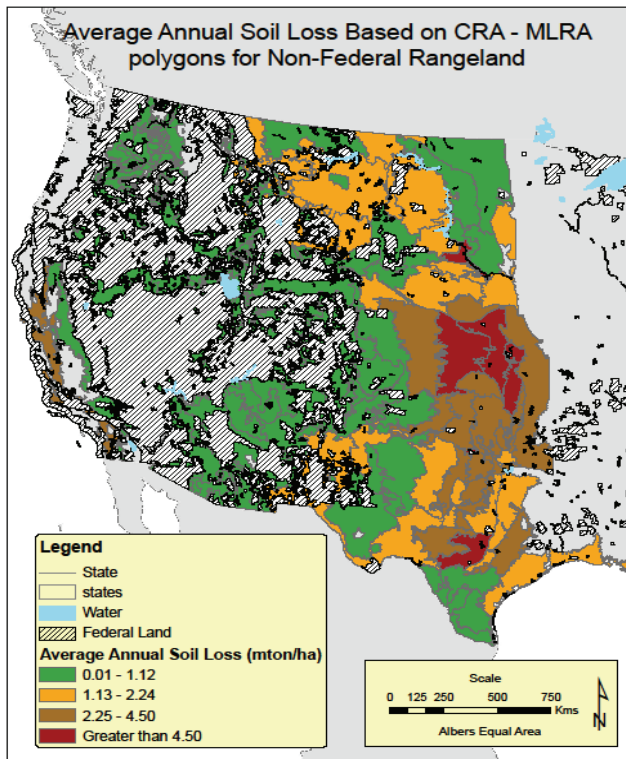 Average Annual Soil Loss Based on CRA - MLRA
polygons for Non-Federal Rangeland
Legend
State
states
Water
Federal Land
Average Annual Soil Loss (mton/ha)
0.01 - 1.12
1.13 - 2.24
2.25 - 4.50
Greater than 4.50
Scale
0 125 250 500 750
Kms
Albers Equal Area
N